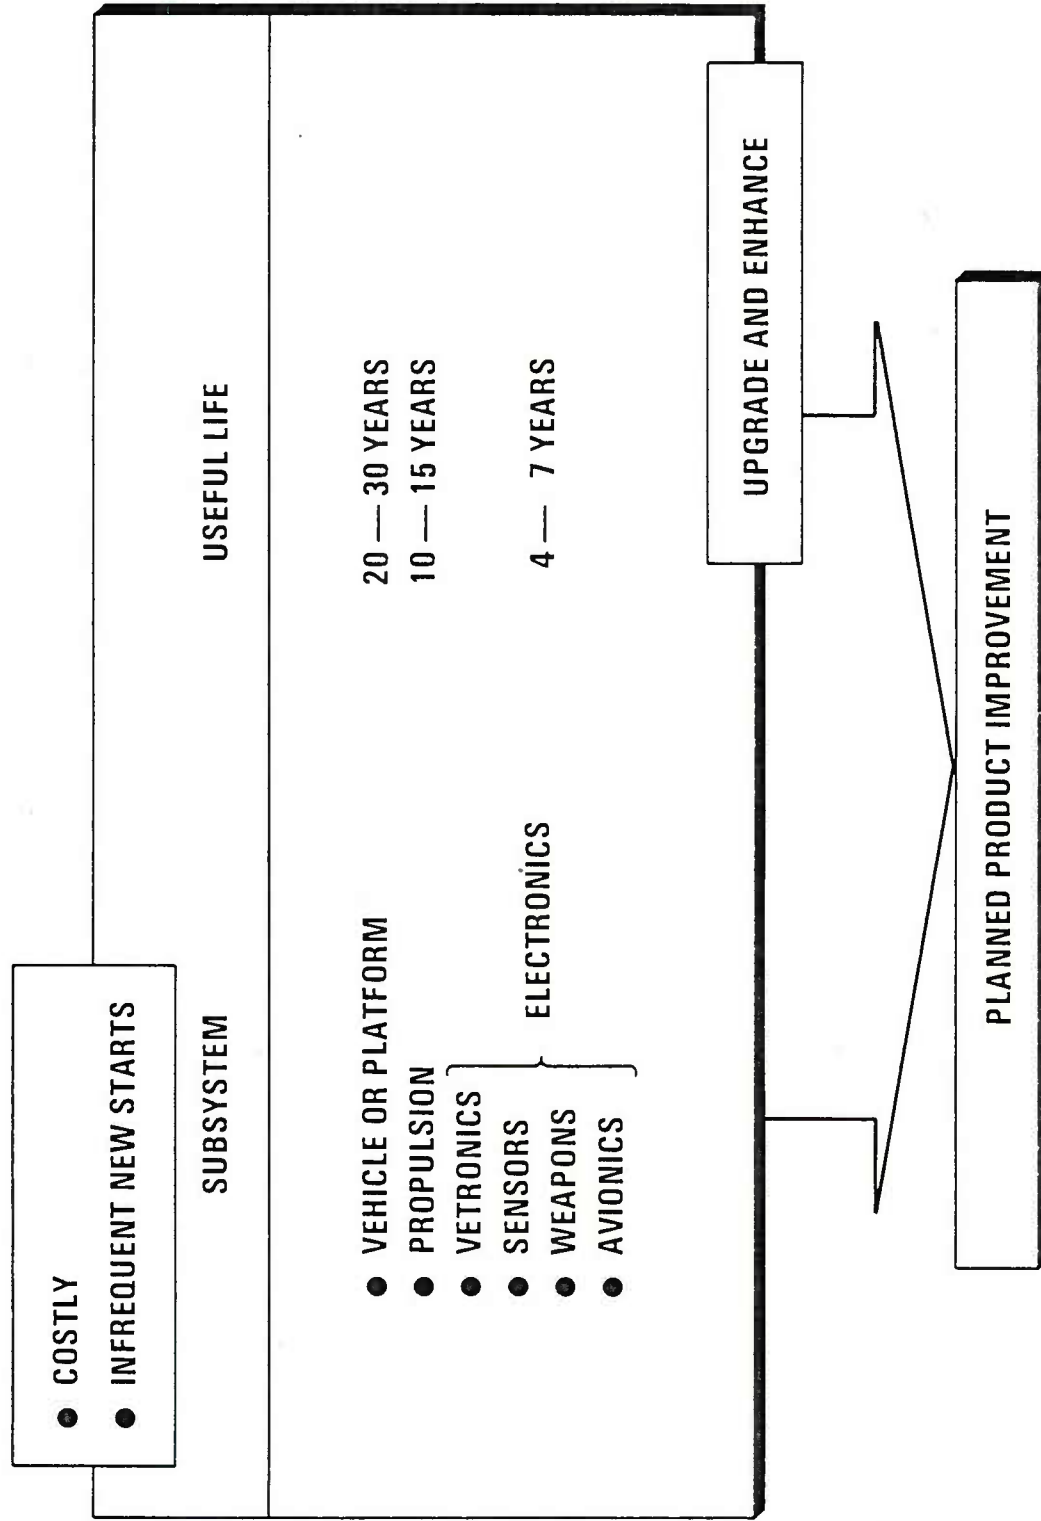 ● COSTLY
● INFREQUENT NEW STARTS
SUBSYSTEM USEFUL LIFE
● VEHICLE OR PLATFORM 20 — 30 YEARS
● PROPULSION 10 — 15 YEARS
● VETRONICS
● SENSORS
ELECTRONICS 4 — 7 YEARS
● WEAPONS
● AVIONICS
UPGRADE AND ENHANCE
PLANNED PRODUCT IMPROVEMENT